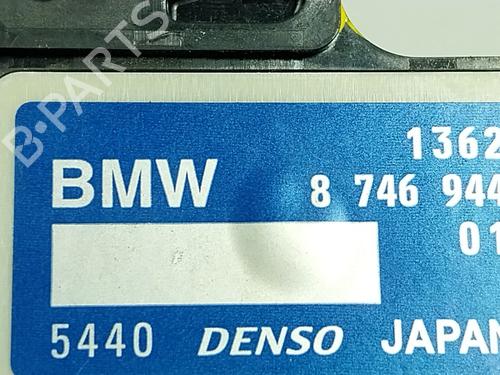 1362
BMW 8 746 944
01
5440 DENSO JAPAN
B-PARTS